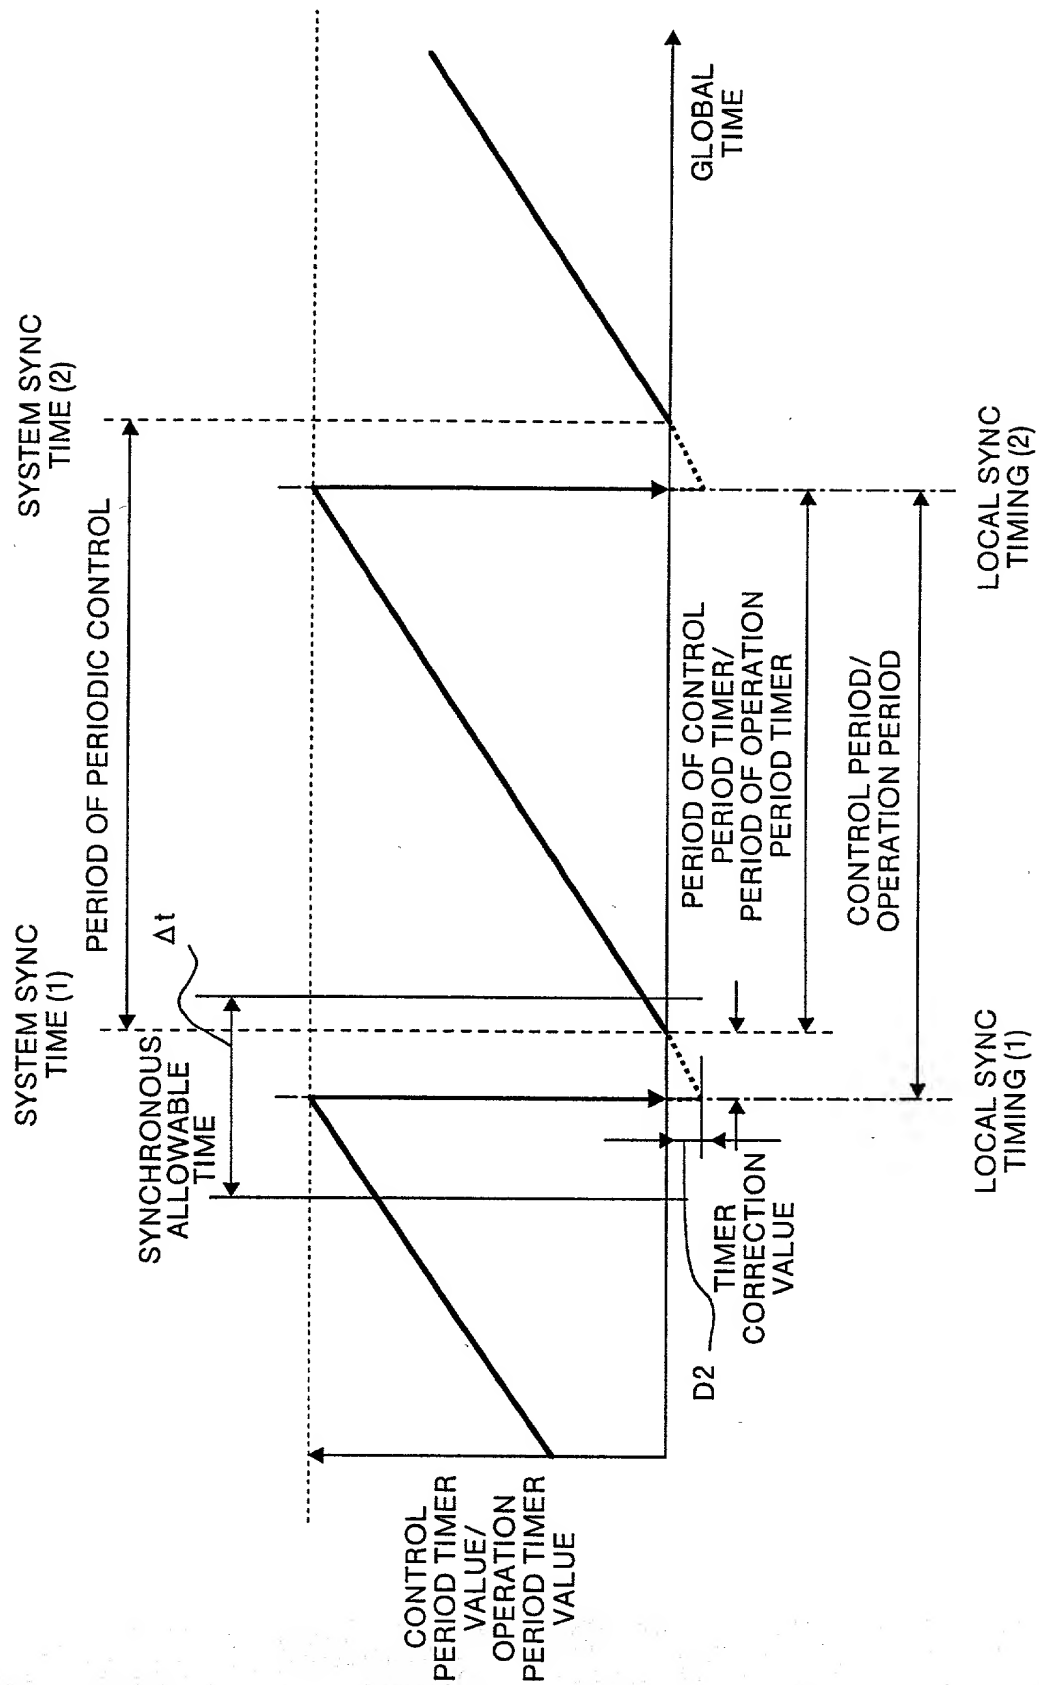 SYSTEM SYNC
TIME (1)
SYSTEM SYNC
TIME (2)
PERIOD OF PERIODIC CONTROL
Δt
SYNCHRONOUS
ALLOWABLE
TIME
CONTROL
PERIOD TIMER
VALUE/
OPERATION
PERIOD TIMER
VALUE
GLOBAL
TIME
D2
TIMER
CORRECTION
VALUE
PERIOD OF CONTROL
PERIOD TIMER/
PERIOD OF OPERATION
PERIOD TIMER
CONTROL PERIOD/
OPERATION PERIOD
LOCAL SYNC
TIMING (1)
LOCAL SYNC
TIMING (2)